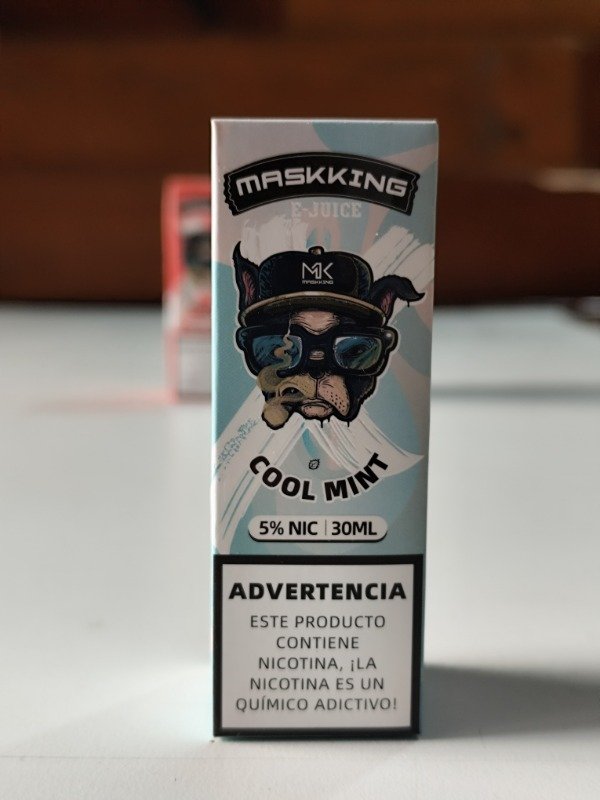 MASKKING
E-JUICE
MK
MASKKING
COOL MINT
5% NIC | 30ML
ADVERTENCIA
ESTE PRODUCTO
CONTIENE
NICOTINA, ¡LA
NICOTINA ES UN
QUÍMICO ADICTIVO!